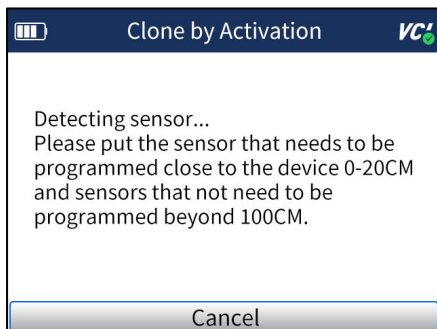 Clone by Activation
VCI
Detecting sensor...
Please put the sensor that needs to be
programmed close to the device 0-20CM
and sensors that not need to be
programmed beyond 100CM.
Cancel